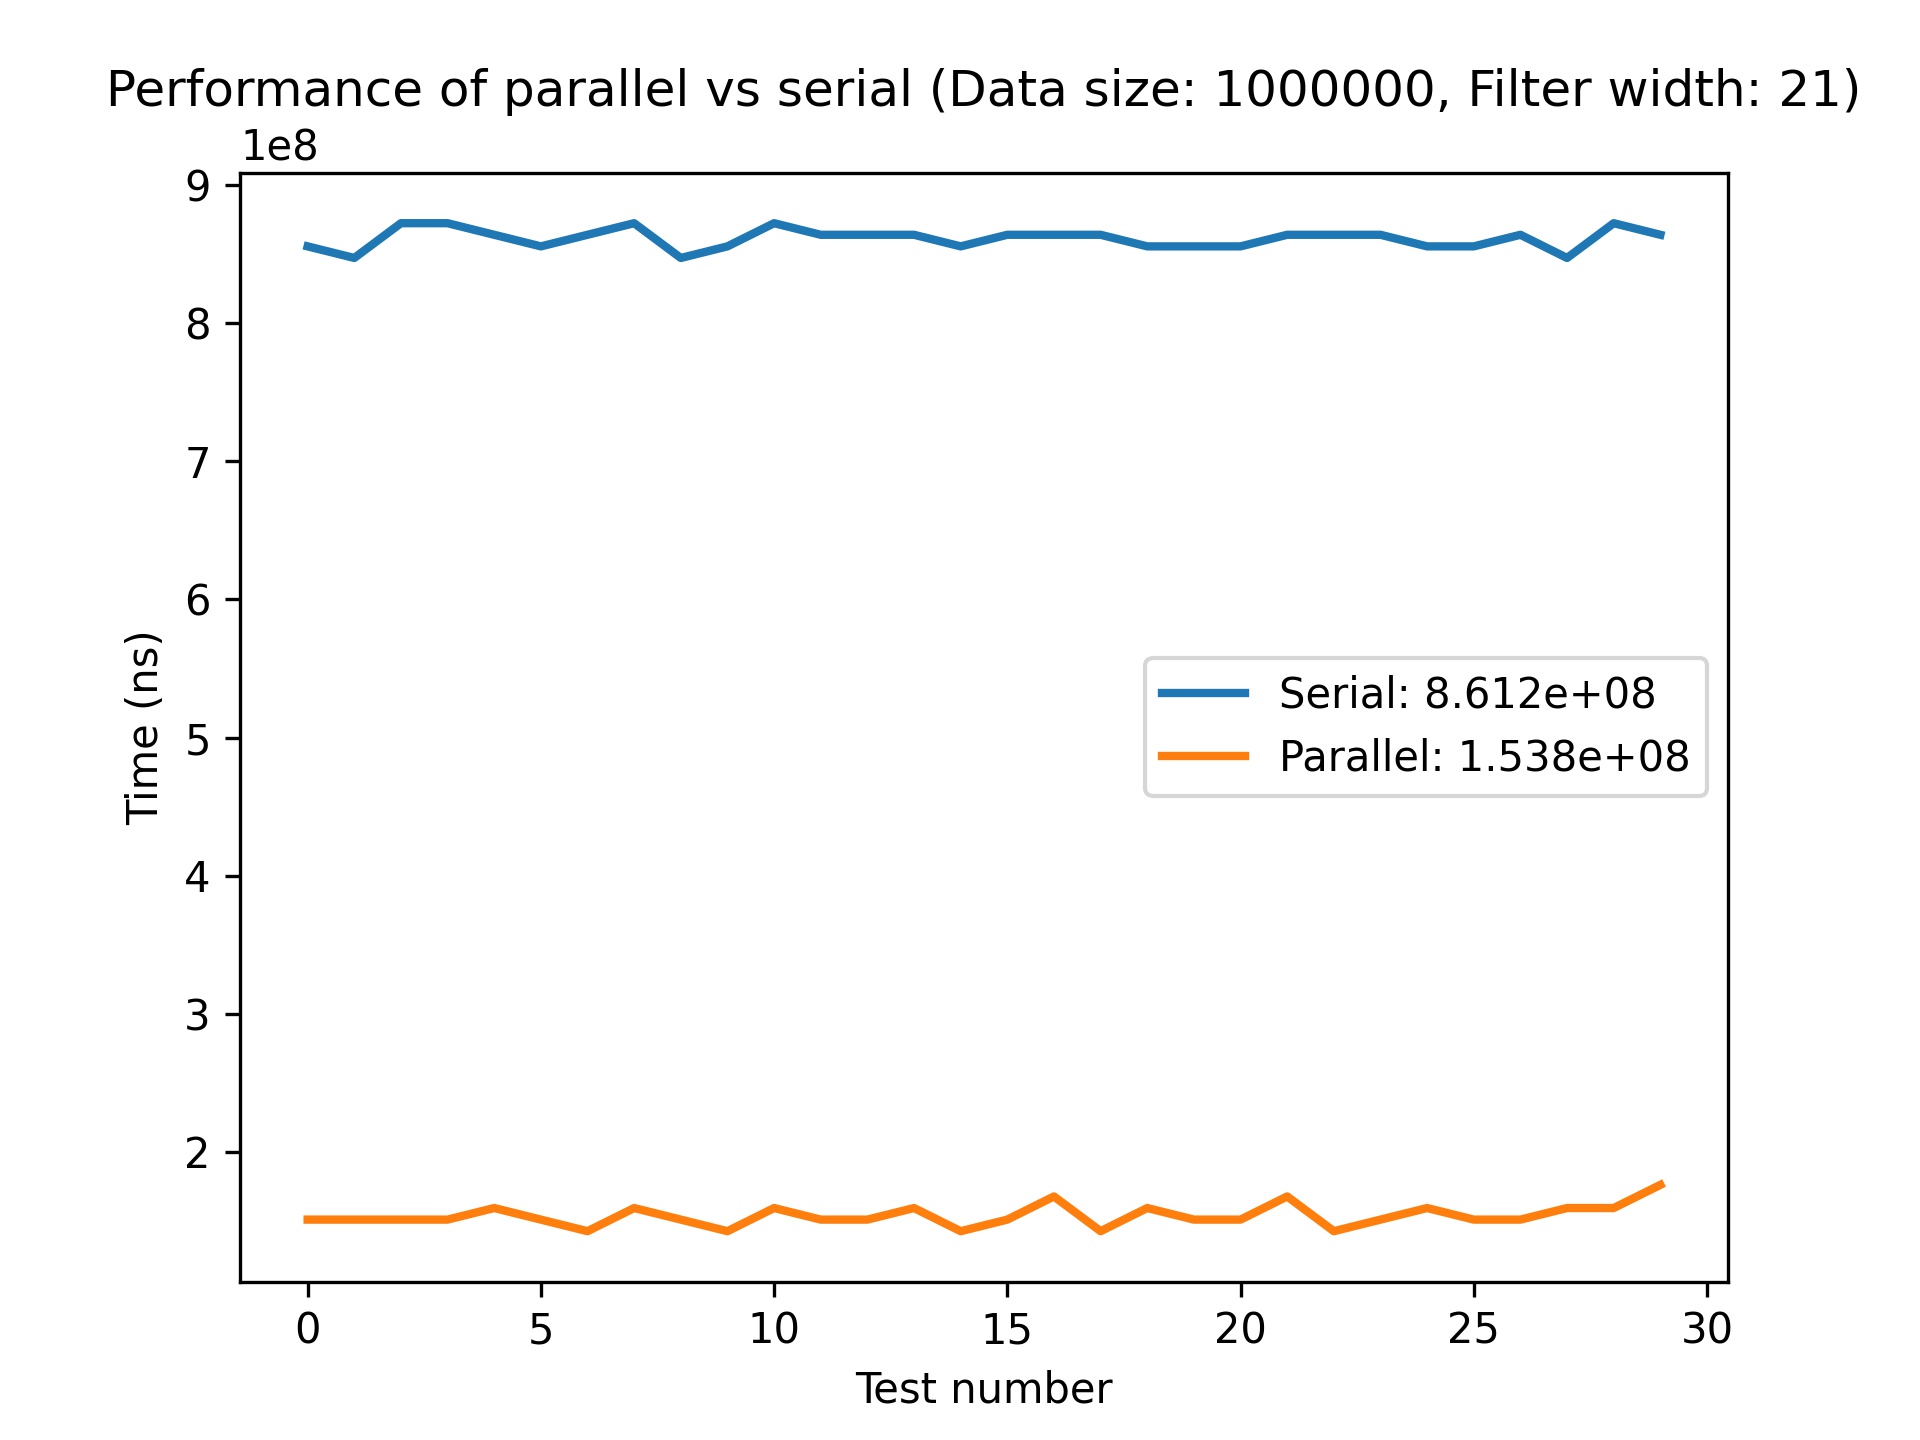 Performance of parallel vs serial (Data size: 1000000, Filter width: 21)
1e8
9
8
7
6
5
4
3
2
Time (ns)
Serial: 8.612e+08
Parallel: 1.538e+08
0 5 10 15 20 25 30
Test number